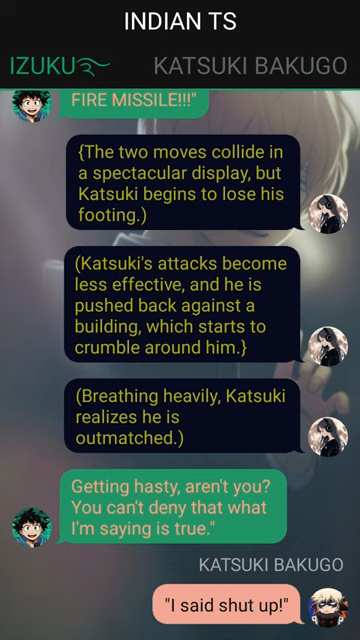 INDIAN TS
IZUKU KATSUKI BAKUGO
FIRE MISSILE!!!"
{The two moves collide in
a spectacular display, but
Katsuki begins to lose his
footing.)
(Katsuki's attacks become
less effective, and he is
pushed back against a
building, which starts to
crumble around him.}
(Breathing heavily, Katsuki
realizes he is
outmatched.)
Getting hasty, aren't you?
You can't deny that what
I'm saying is true."
KATSUKI BAKUGO
"I said shut up!"